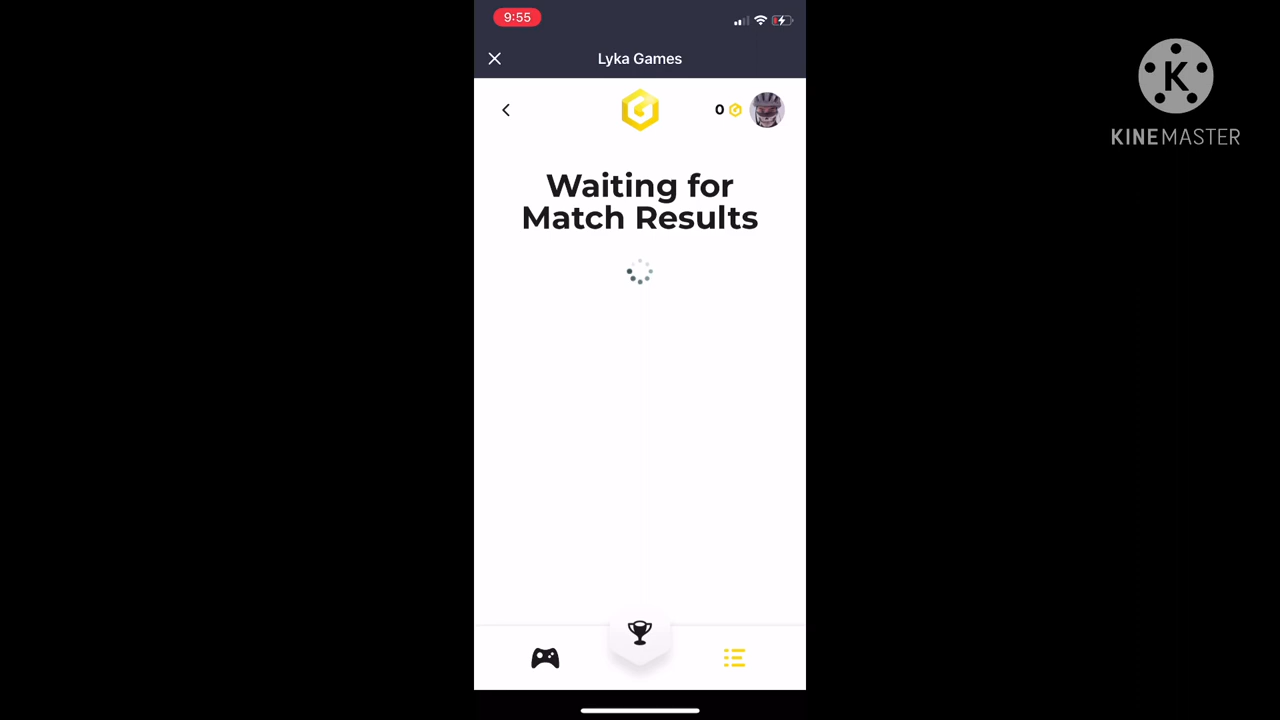 9:55
Lyka Games
0
Waiting for
Match Results
K
KINEMASTER